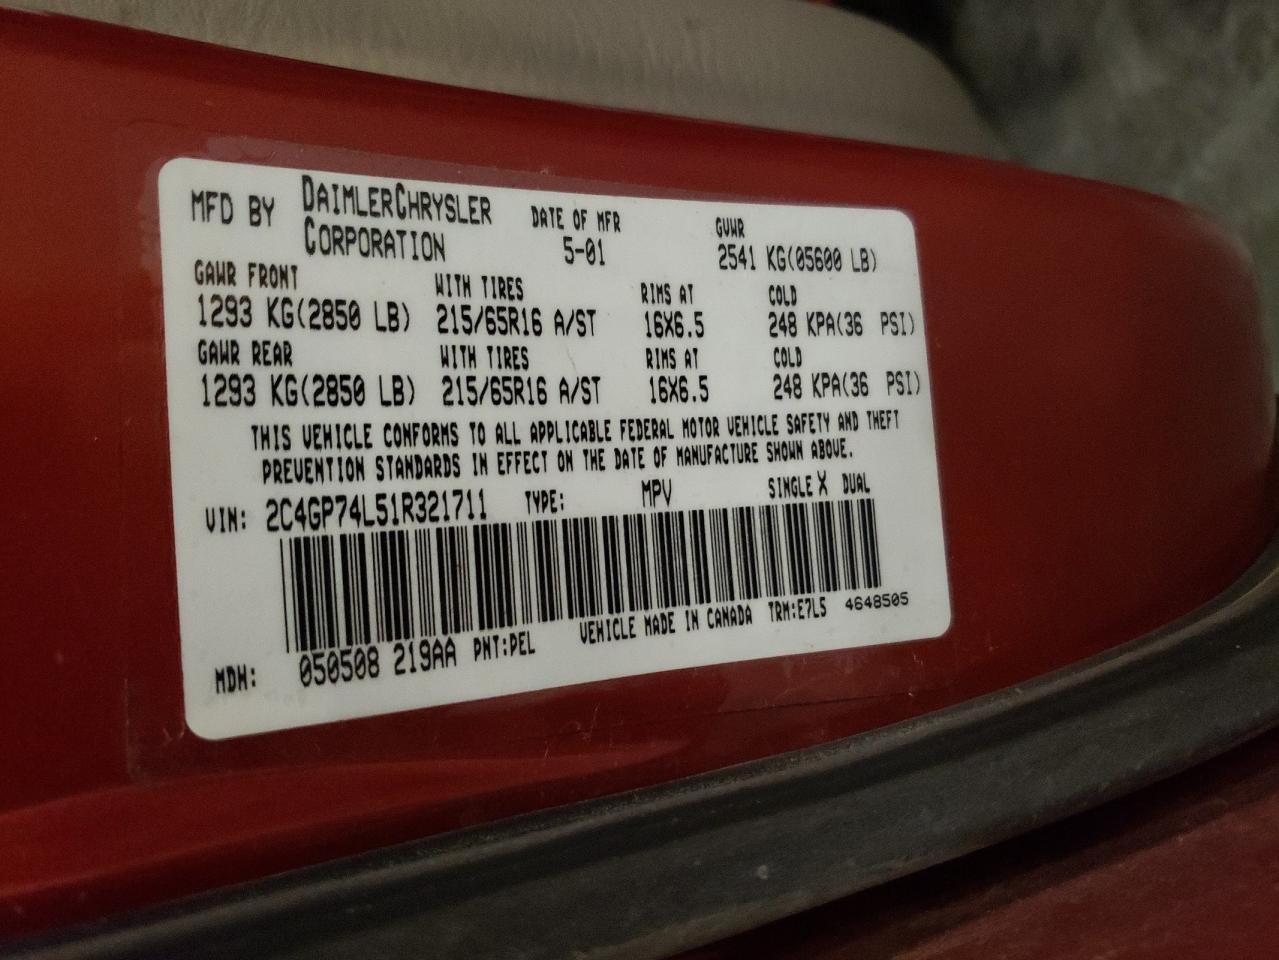 MFD BY DAIMLERCHRYSLER CORPORATION
DATE OF MFR 5-01
GVWR 2541 KG(05600 LB)
GAWR FRONT WITH TIRES RIMS AT COLD
1293 KG(2850 LB) 215/65R16 A/ST 16X6.5 248 KPA(36 PSI)
GAWR REAR WITH TIRES RIMS AT COLD
1293 KG(2850 LB) 215/65R16 A/ST 16X6.5 248 KPA(36 PSI)
THIS VEHICLE CONFORMS TO ALL APPLICABLE FEDERAL MOTOR VEHICLE SAFETY AND THEFT
PREVENTION STANDARDS IN EFFECT ON THE DATE OF MANUFACTURE SHOWN ABOVE.
VIN: 2C4GP74L51R321711 TYPE: MPV SINGLE X DUAL
MDH: 050508 219AA PNT:PEL VEHICLE MADE IN CANADA TRM:E7L5 4648505